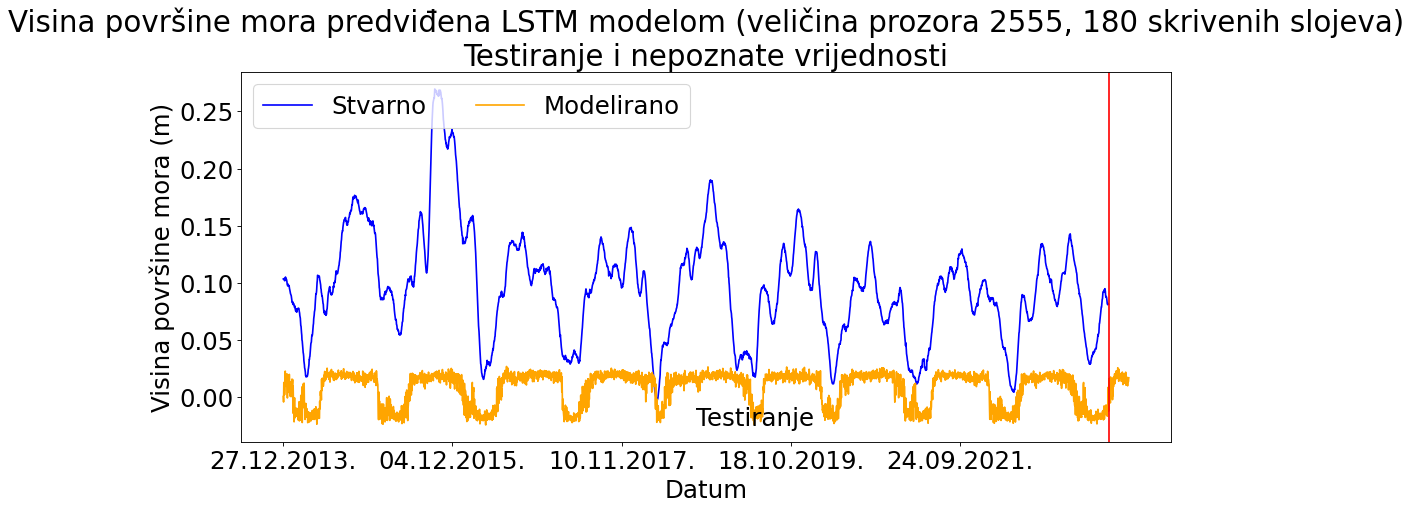 Visina površine mora predviđena LSTM modelom (veličina prozora 2555, 180 skrivenih slojeva)
Testiranje i nepoznate vrijednosti
Stvarno Modelirano
Visina površine mora (m)
0.25
0.20
0.15
0.10
0.05
0.00
Testiranje
27.12.2013. 04.12.2015. 10.11.2017. 18.10.2019. 24.09.2021.
Datum